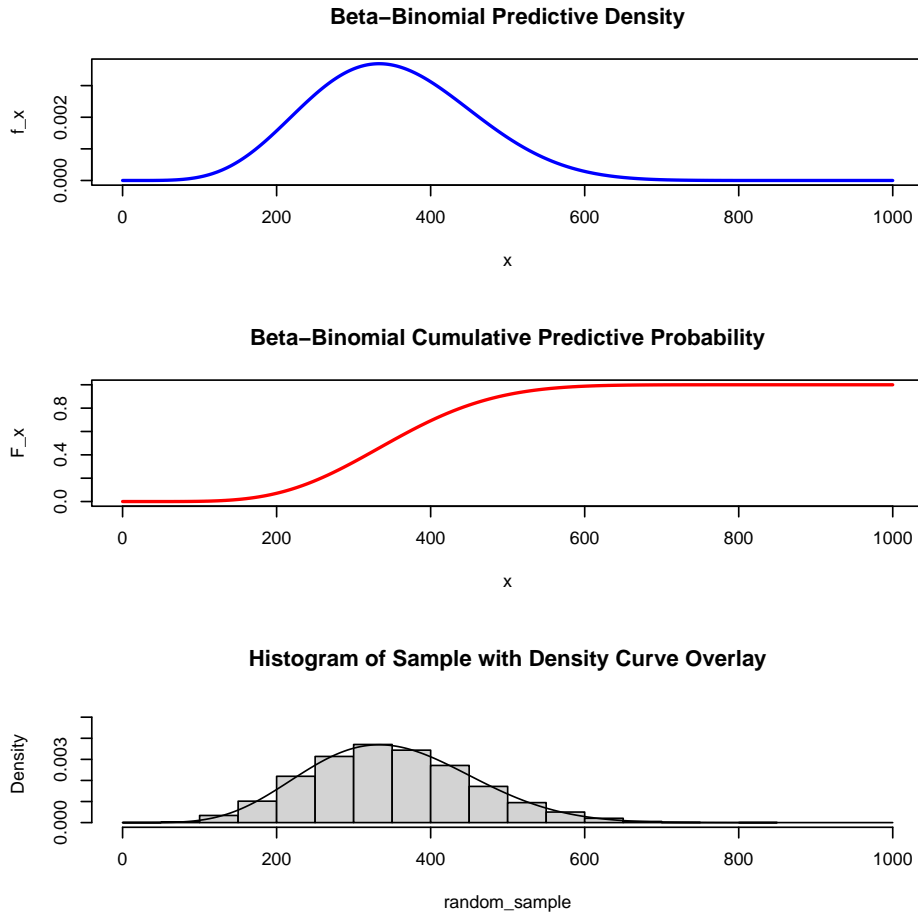 Beta−Binomial Predictive Density
f_x
0.002
0.000
0 200 400 600 800 1000
x
Beta−Binomial Cumulative Predictive Probability
F_x
0.8
0.4
0.0
0 200 400 600 800 1000
x
Histogram of Sample with Density Curve Overlay
Density
0.003
0.000
0 200 400 600 800 1000
random_sample